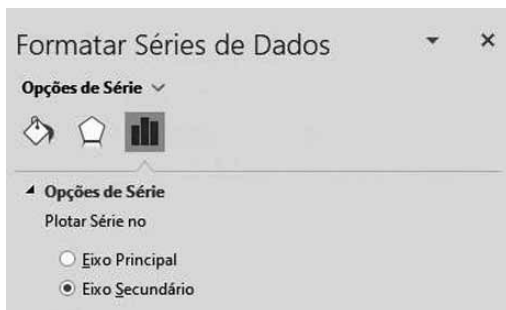 Formatar Séries de Dados
Opções de Série
Opções de Série
Plotar Série no
Eixo Principal
Eixo Secundário